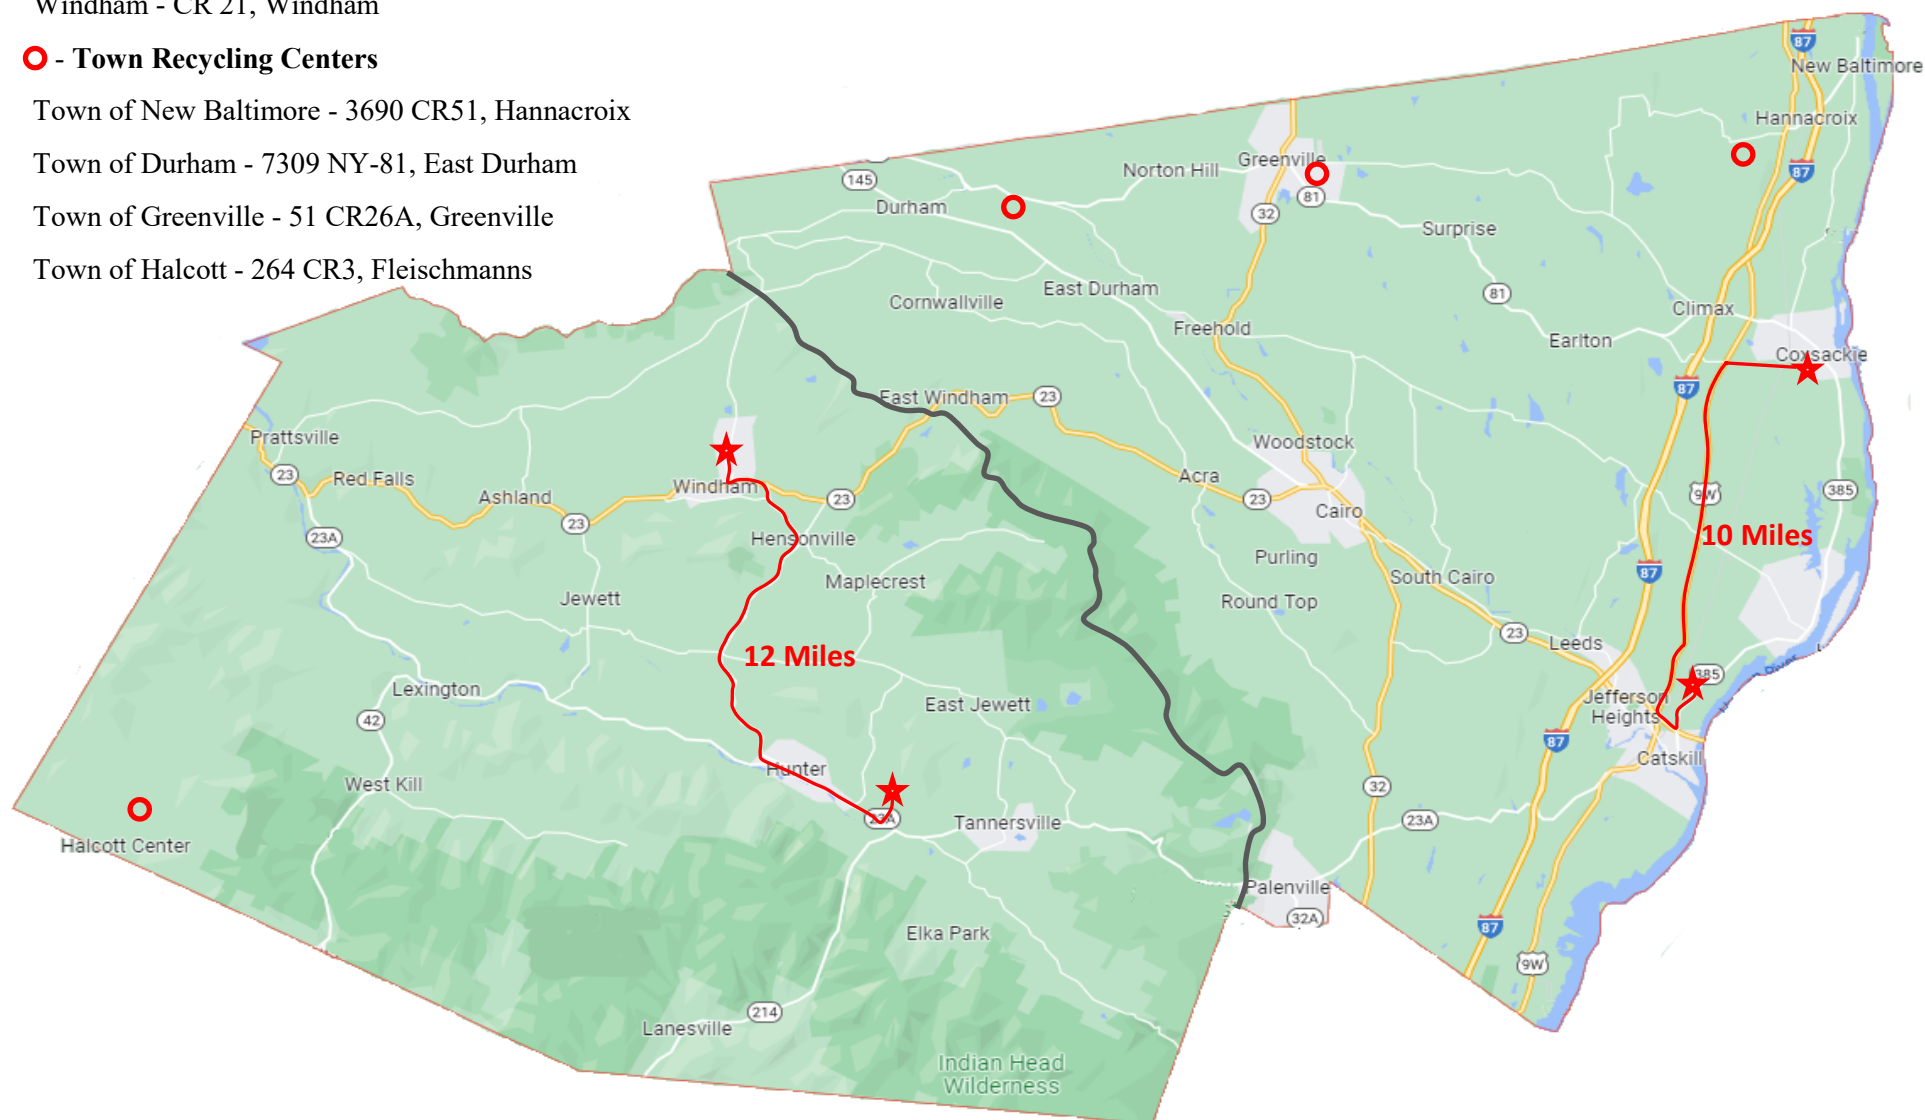 Windham - CR 21, Windham
- Town Recycling Centers
Town of New Baltimore - 3690 CR51, Hannacroix
Town of Durham - 7309 NY-81, East Durham
Town of Greenville - 51 CR26A, Greenville
Town of Halcott - 264 CR3, Fleischmanns
87
New Baltimore
Hannacroix
87
Norton Hill
Greenville
81
32
145
Durham
Surprise
81
East Durham
Cornwallville
Freehold
Climax
Earlton
Coxsackie
87
East Windham
23
Prattsville
23
Red Falls
Ashland
23
Windham
23
Woodstock
Acra
23
Cairo
9W
385
10 Miles
23A
Hensonville
Maplecrest
Purling
South Cairo
87
Jewett
Round Top
23
Leeds
12 Miles
Lexington
42
East Jewett
385
River
Jefferson
Heights
87
Catskill
Hunter
West Kill
32
23A
23A
Tannersville
Halcott Center
Palenville
32A
Elka Park
87
9W
214
Lanesville
Indian Head
Wilderness